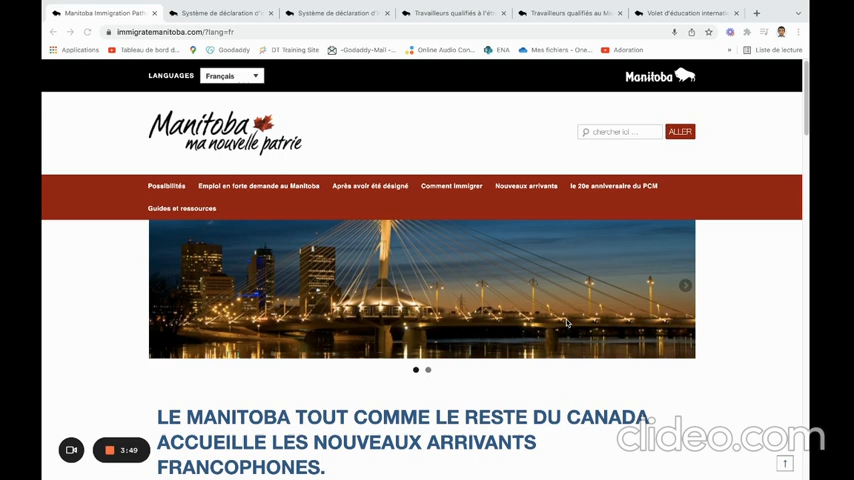 Manitoba Immigration Path
Système de déclaration d'i
Système de déclaration d'
Travailleurs qualifiés à l'étr
Travailleurs qualifiés au Ma
Volet d'éducation internati
immigratemanitoba.com/?lang=fr
Applications
Tableau de bord d...
Goodaddy
DT Training Site
-Godaddy-Mail -...
Online Audio Con...
ENA
Mes fichiers - One...
Adoration
»
Liste de lecture
LANGUAGES
Français
Manitoba
Manitoba
ma nouvelle patrie
chercher ici ...
ALLER
Possibilités
Emploi en forte demande au Manitoba
Après avoir été désigné
Comment immigrer
Nouveaux arrivants
le 20e anniversaire du PCM
Guides et ressources
LE MANITOBA TOUT COMME LE RESTE DU CANADA
ACCUEILLE LES NOUVEAUX ARRIVANTS
FRANCOPHONES.
3:49
clideo.com